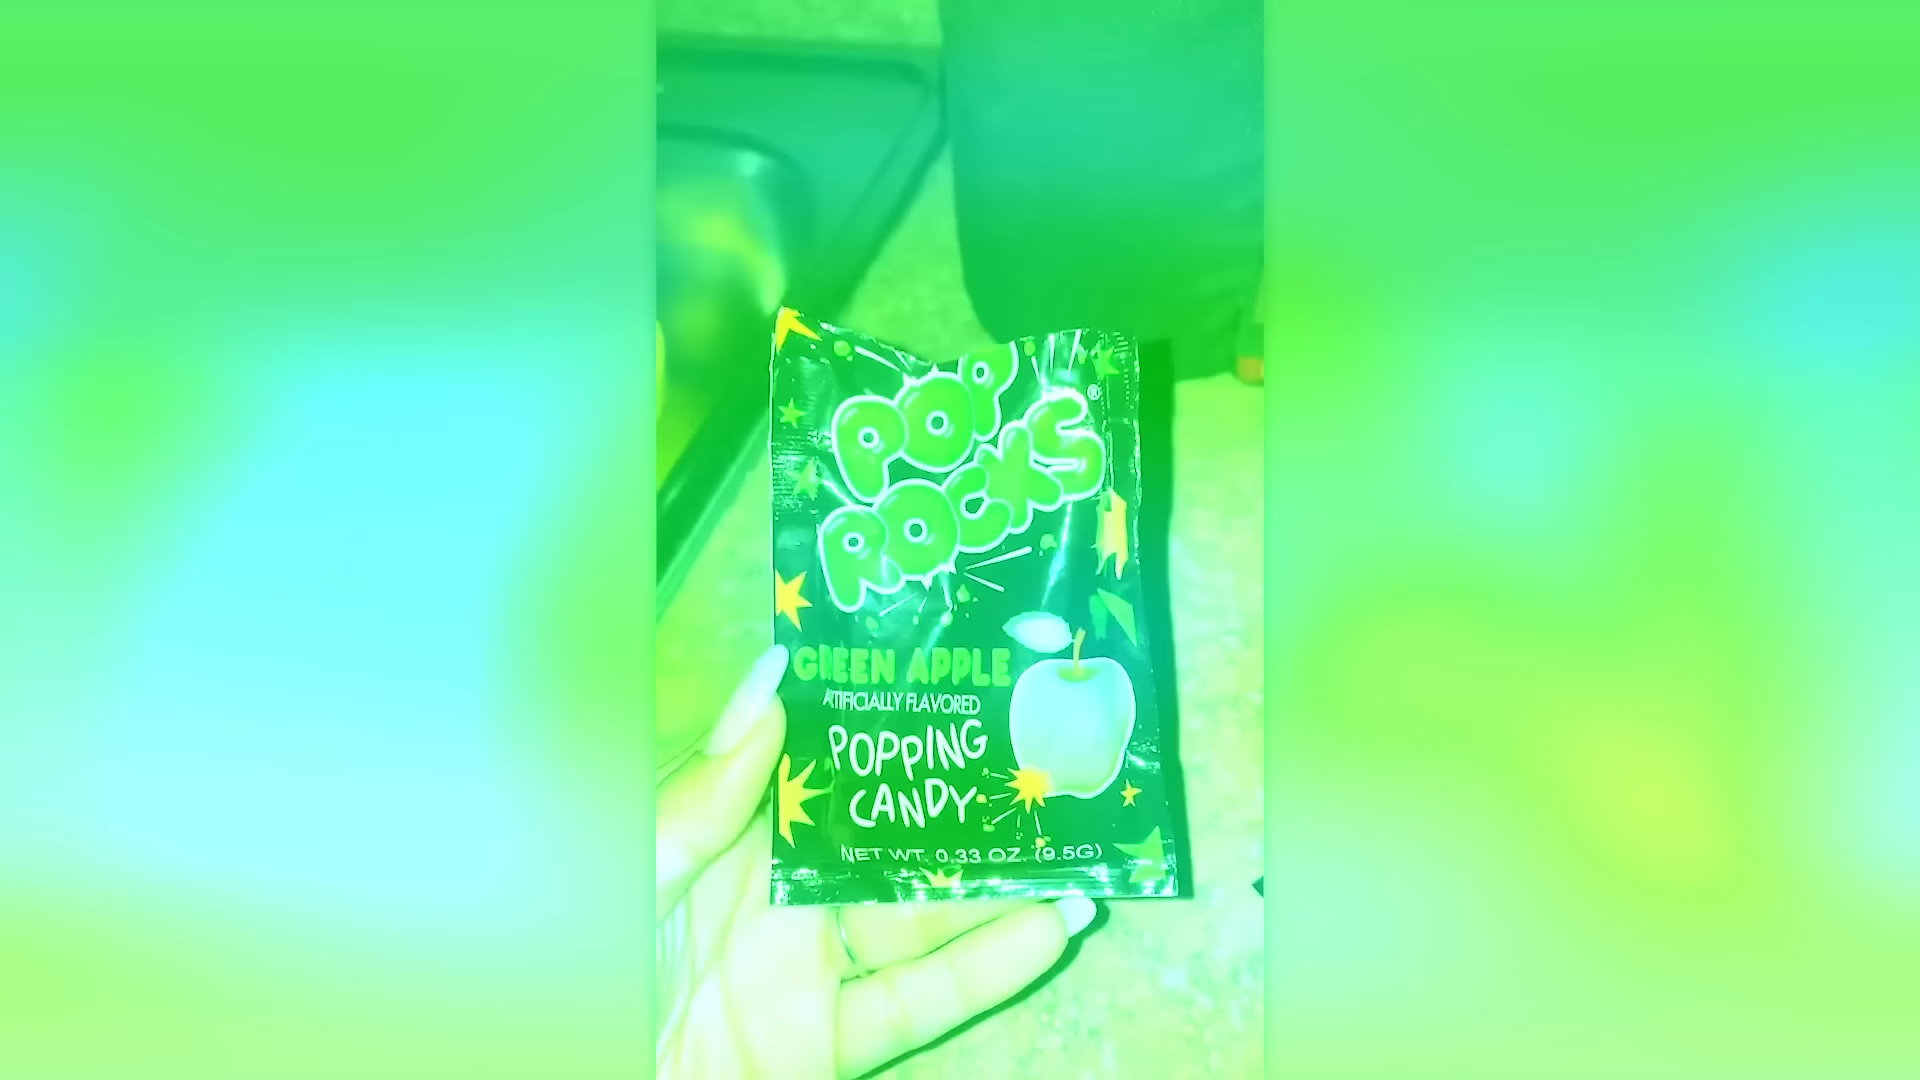 POP
ROCKS®
GREEN APPLE
ARTIFICIALLY FLAVORED
POPPING
CANDY
NET WT. 0.33 OZ. (9.5G)